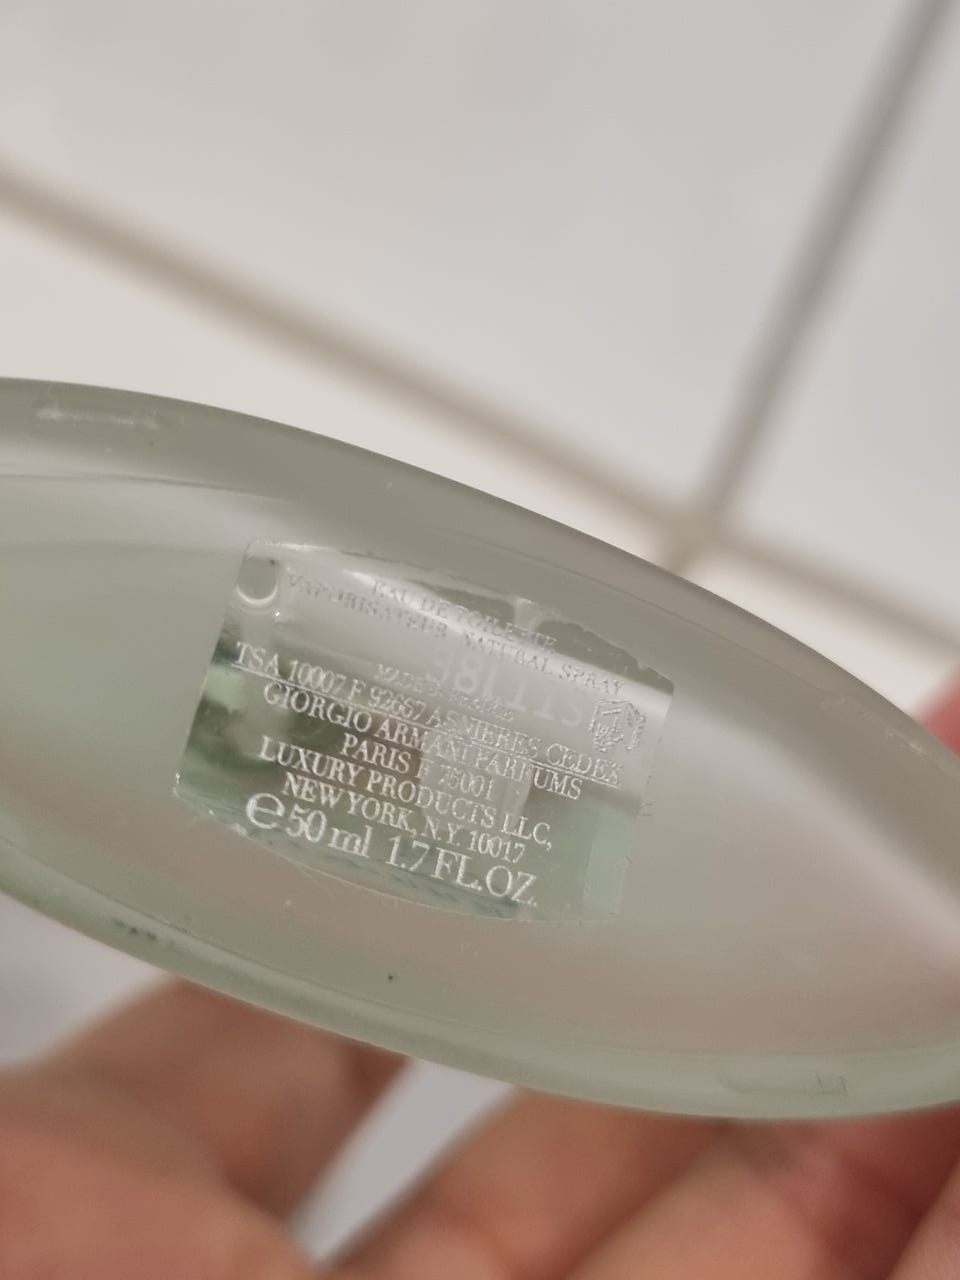 EAU DE TOILETTE
VAPORISATEUR NATURAL SPRAY
MADE
TSA 10007 F 92667 ASNIERES CEDEX
GIORGIO ARMANI PARFUMS
PARIS F 75001
LUXURY PRODUCTS LLC,
NEW YORK, N.Y. 10017
℮ 50 ml 1.7 FL.OZ.